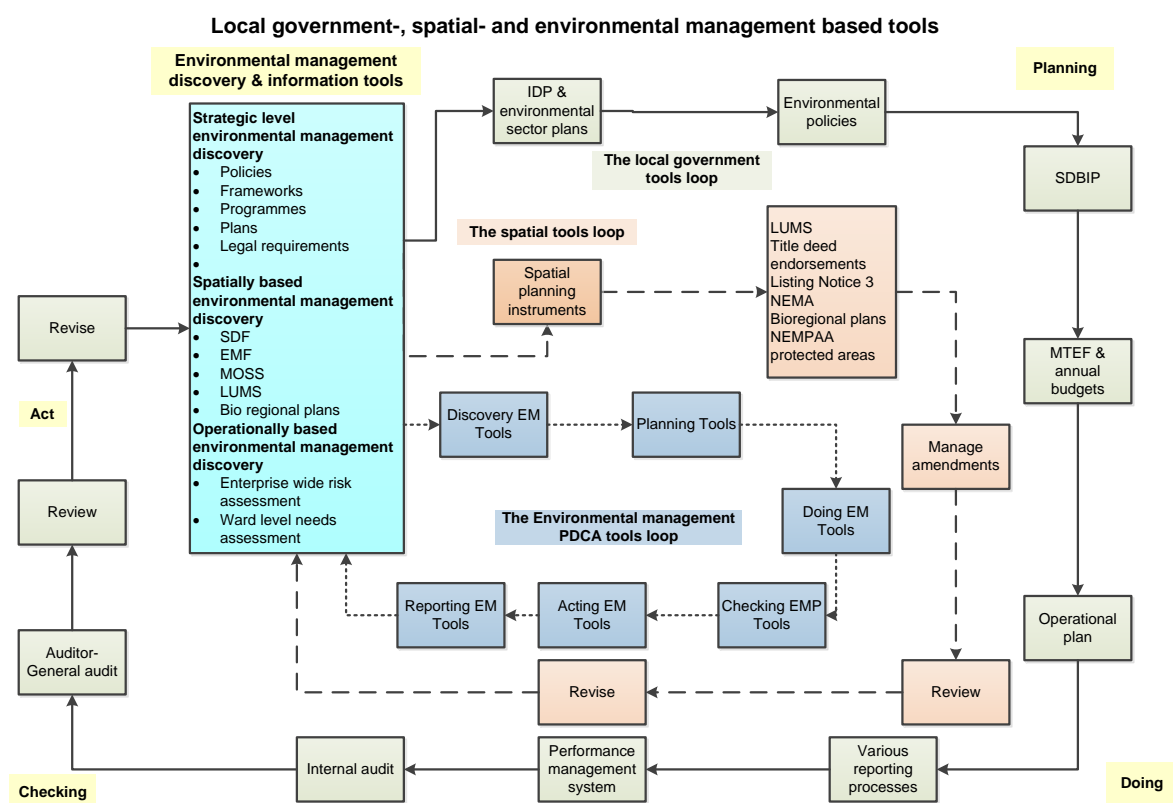 Local government-, spatial- and environmental management based tools
Environmental management
discovery & information tools
Planning
Strategic level
environmental management
discovery
• Policies
• Frameworks
• Programmes
• Plans
• Legal requirements
•
Spatially based
environmental management
discovery
• SDF
• EMF
• MOSS
• LUMS
• Bio regional plans
Operationally based
environmental management
discovery
• Enterprise wide risk
assessment
• Ward level needs
assessment
IDP &
environmental
sector plans
Environmental
policies
The local government
tools loop
SDBIP
The spatial tools loop
Spatial
planning
instruments
LUMS
Title deed
endorsements
Listing Notice 3
NEMA
Bioregional plans
NEMPAA
protected areas
MTEF &
annual
budgets
Manage
amendments
Discovery EM
Tools
Planning Tools
Doing EM
Tools
The Environmental management
PDCA tools loop
Checking EMP
Tools
Acting EM
Tools
Reporting EM
Tools
Operational
plan
Review
Revise
Revise
Act
Review
Auditor-
General audit
Internal audit
Performance
management
system
Various
reporting
processes
Checking
Doing